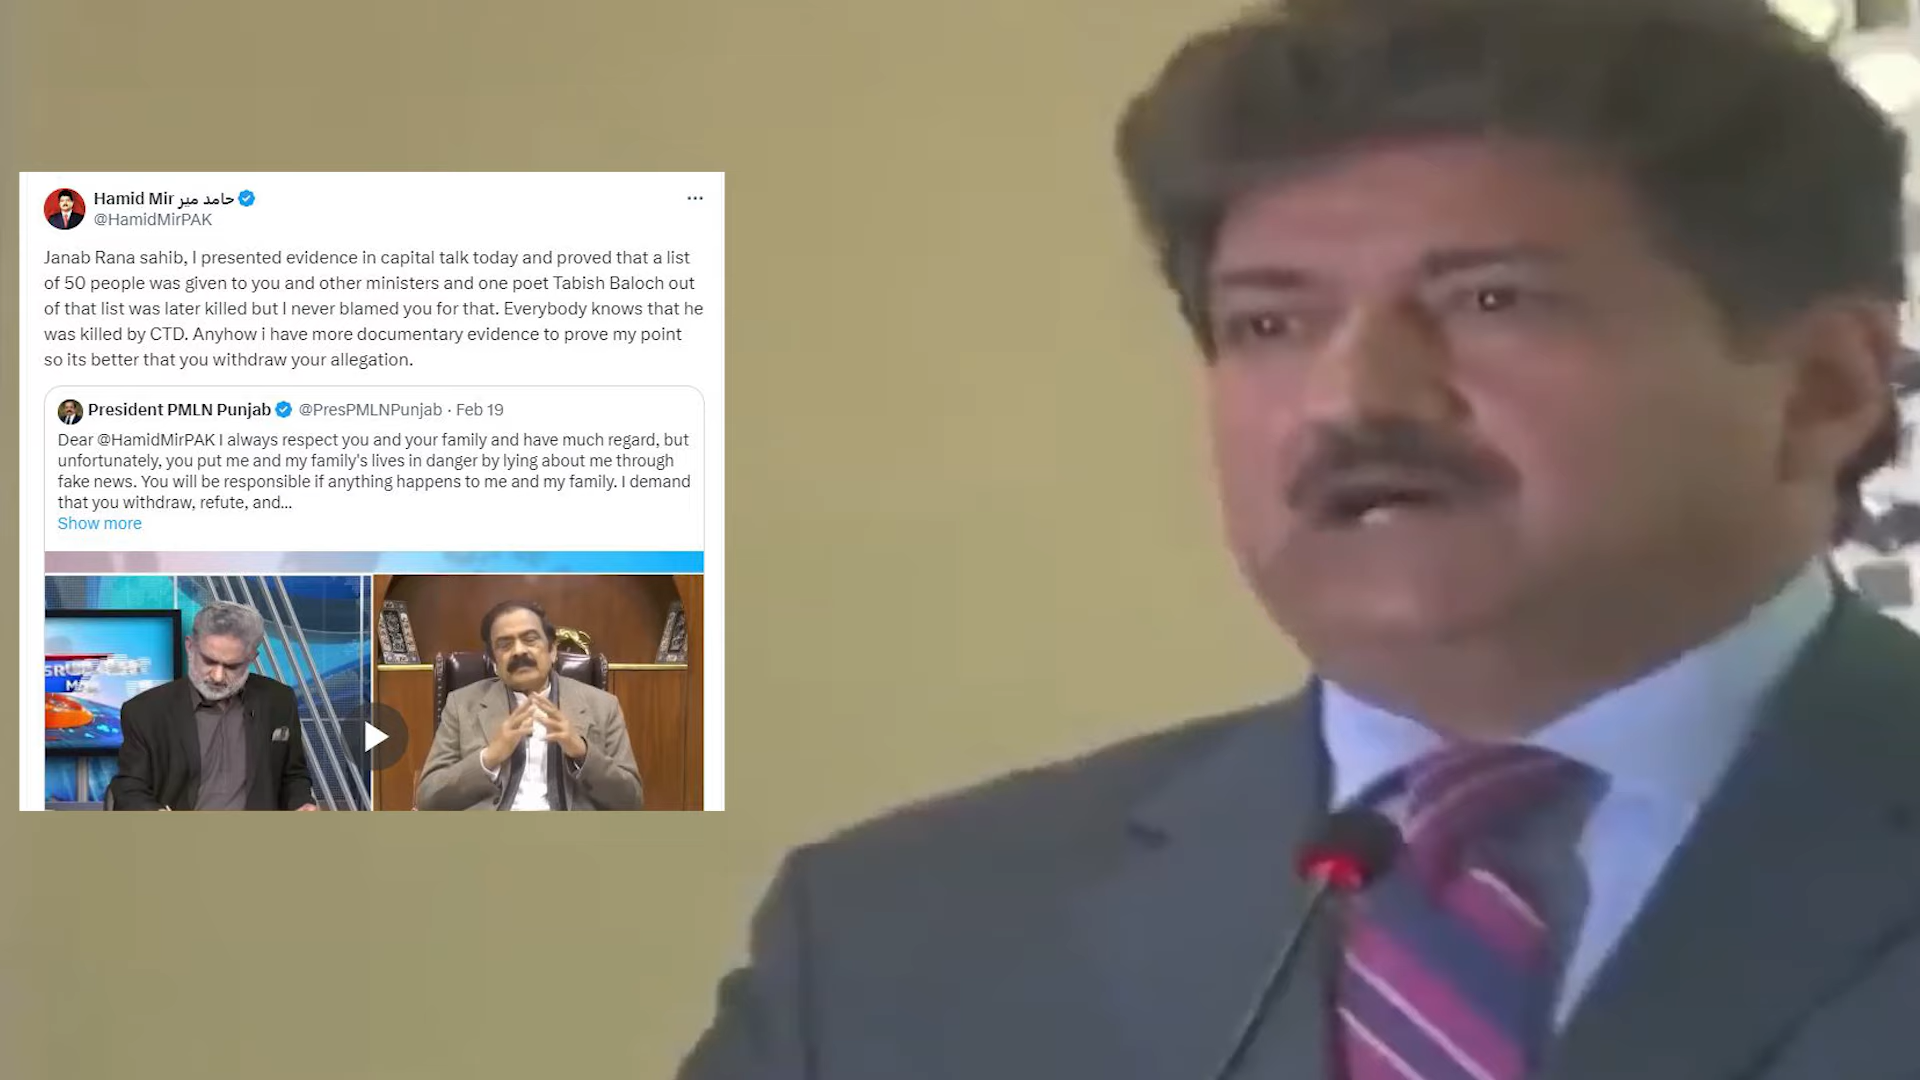 Hamid Mir حامد میر
@HamidMirPAK
Janab Rana sahib, I presented evidence in capital talk today and proved that a list
of 50 people was given to you and other ministers and one poet Tabish Baloch out
of that list was later killed but I never blamed you for that. Everybody knows that he
was killed by CTD. Anyhow i have more documentary evidence to prove my point
so its better that you withdraw your allegation.
President PMLN Punjab @PresPMLNPunjab · Feb 19
Dear @HamidMirPAK I always respect you and your family and have much regard, but
unfortunately, you put me and my family's lives in danger by lying about me through
fake news. You will be responsible if anything happens to me and my family. I demand
that you withdraw, refute, and...
Show more